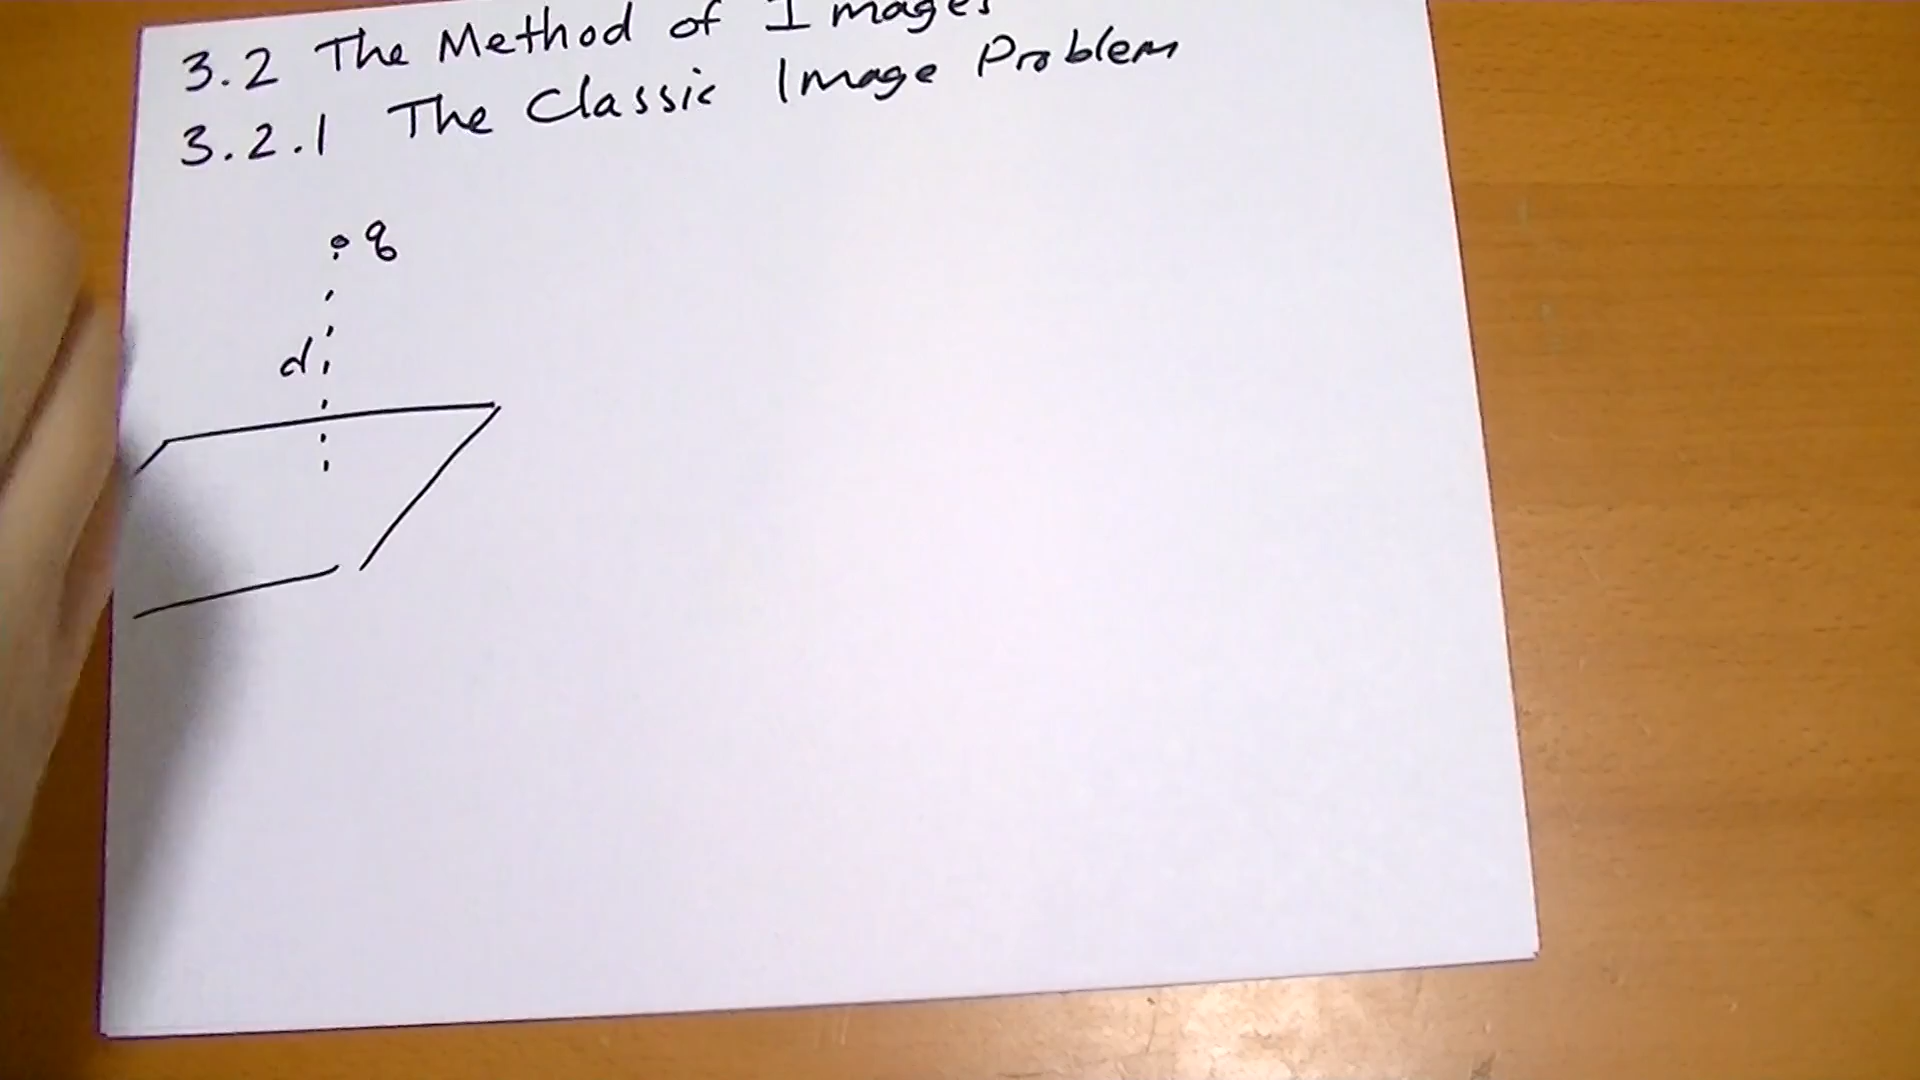 3.2 The Method of Images
3.2.1 The Classic Image Problem
q
d